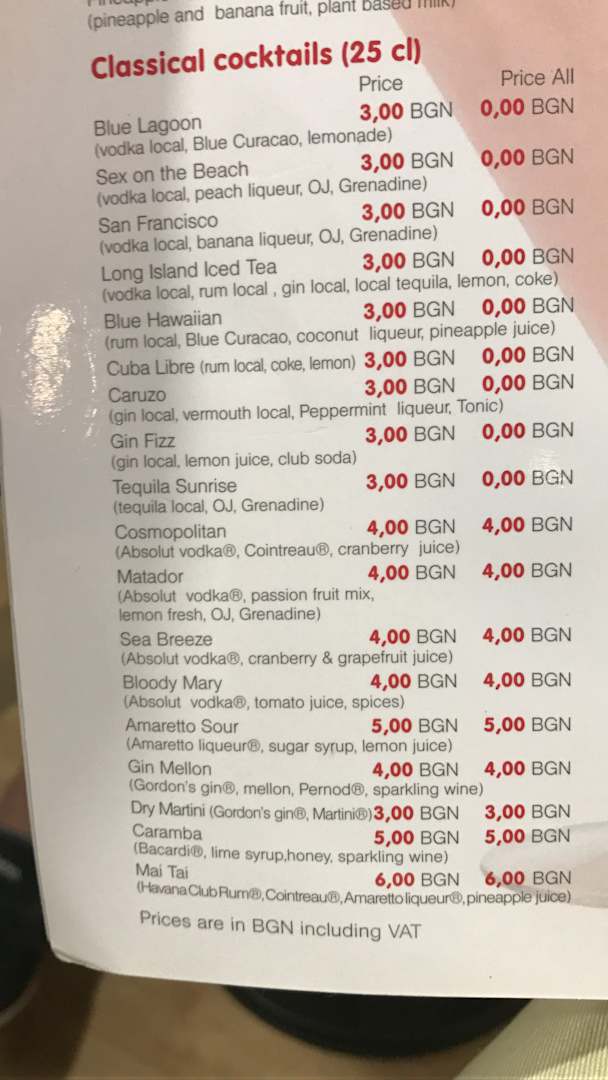 (pineapple and banana fruit, plant based milk)
Classical cocktails (25 cl)
Price Price All
Blue Lagoon 3,00 BGN 0,00 BGN
(vodka local, Blue Curacao, lemonade)
Sex on the Beach 3,00 BGN 0,00 BGN
(vodka local, peach liqueur, OJ, Grenadine)
San Francisco 3,00 BGN 0,00 BGN
(vodka local, banana liqueur, OJ, Grenadine)
Long Island Iced Tea 3,00 BGN 0,00 BGN
(vodka local, rum local , gin local, local tequila, lemon, coke)
Blue Hawaiian 3,00 BGN 0,00 BGN
(rum local, Blue Curacao, coconut liqueur, pineapple juice)
Cuba Libre (rum local, coke, lemon) 3,00 BGN 0,00 BGN
Caruzo 3,00 BGN 0,00 BGN
(gin local, vermouth local, Peppermint liqueur, Tonic)
Gin Fizz 3,00 BGN 0,00 BGN
(gin local, lemon juice, club soda)
Tequila Sunrise 3,00 BGN 0,00 BGN
(tequila local, OJ, Grenadine)
Cosmopolitan 4,00 BGN 4,00 BGN
(Absolut vodka®, Cointreau®, cranberry juice)
Matador 4,00 BGN 4,00 BGN
(Absolut vodka®, passion fruit mix,
lemon fresh, OJ, Grenadine)
Sea Breeze 4,00 BGN 4,00 BGN
(Absolut vodka®, cranberry & grapefruit juice)
Bloody Mary 4,00 BGN 4,00 BGN
(Absolut vodka®, tomato juice, spices)
Amaretto Sour 5,00 BGN 5,00 BGN
(Amaretto liqueur®, sugar syrup, lemon juice)
Gin Mellon 4,00 BGN 4,00 BGN
(Gordon's gin®, mellon, Pernod®, sparkling wine)
Dry Martini (Gordon's gin®, Martini®) 3,00 BGN 3,00 BGN
Caramba 5,00 BGN 5,00 BGN
(Bacardi®, lime syrup,honey, sparkling wine)
Mai Tai 6,00 BGN 6,00 BGN
(Havana Club Rum®, Cointreau®, Amaretto liqueur®, pineapple juice)
Prices are in BGN including VAT